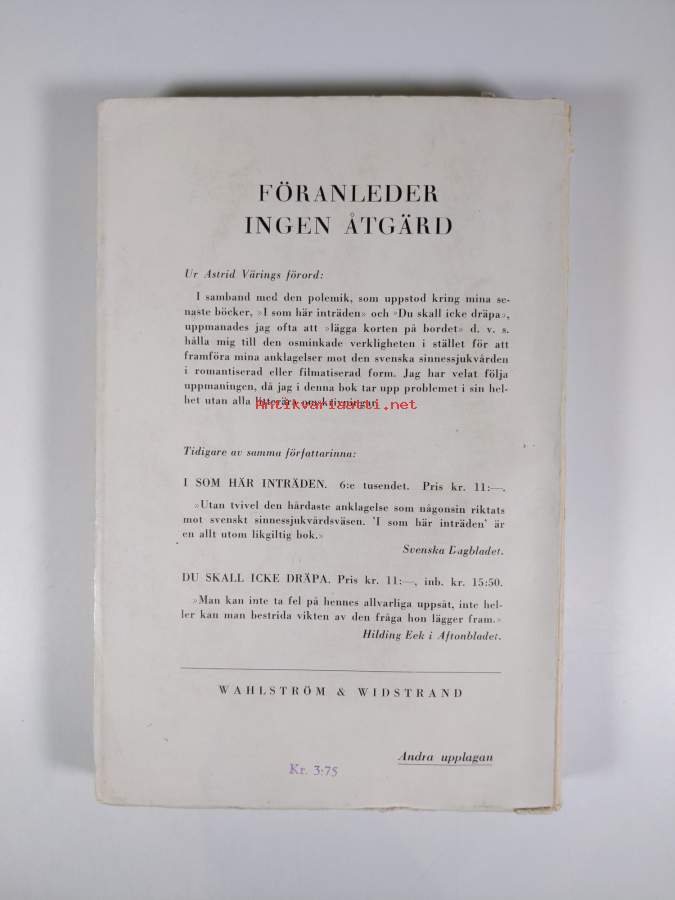 FÖRANLEDER
INGEN ÅTGÄRD
Ur Astrid Värings förord:
I samband med den polemik, som uppstod kring mina se-
naste böcker, »I som här inträden» och »Du skall icke dräpa»,
uppmanades jag ofta att »lägga korten på bordet» d. v. s.
hålla mig till den osminkade verkligheten i stället för att
framföra mina anklagelser mot den svenska sinnessjukvården
i romantiserad eller filmatiserad form. Jag har velat följa
uppmaningen, då jag i denna bok tar upp problemet i sin hel-
het utan alla litterära omskrivningar.
Antikvariaatti.net
Tidigare av samma författarinna:
I SOM HÄR INTRÄDEN. 6:e tusendet. Pris kr. 11:—.
»Utan tvivel den hårdaste anklagelse som någonsin riktats
mot svenskt sinnessjukvårdsväsen. 'I som här inträden' är
en allt utom likgiltig bok.»
Svenska Dagbladet.
DU SKALL ICKE DRÄPA. Pris kr. 11:—, inb. kr. 15:50.
»Man kan inte ta fel på hennes allvarliga uppsåt, inte hel-
ler kan man bestrida vikten av den fråga hon lägger fram.»
Hilding Eek i Aftonbladet.
WAHLSTRÖM & WIDSTRAND
Andra upplagan
Kr. 3:75